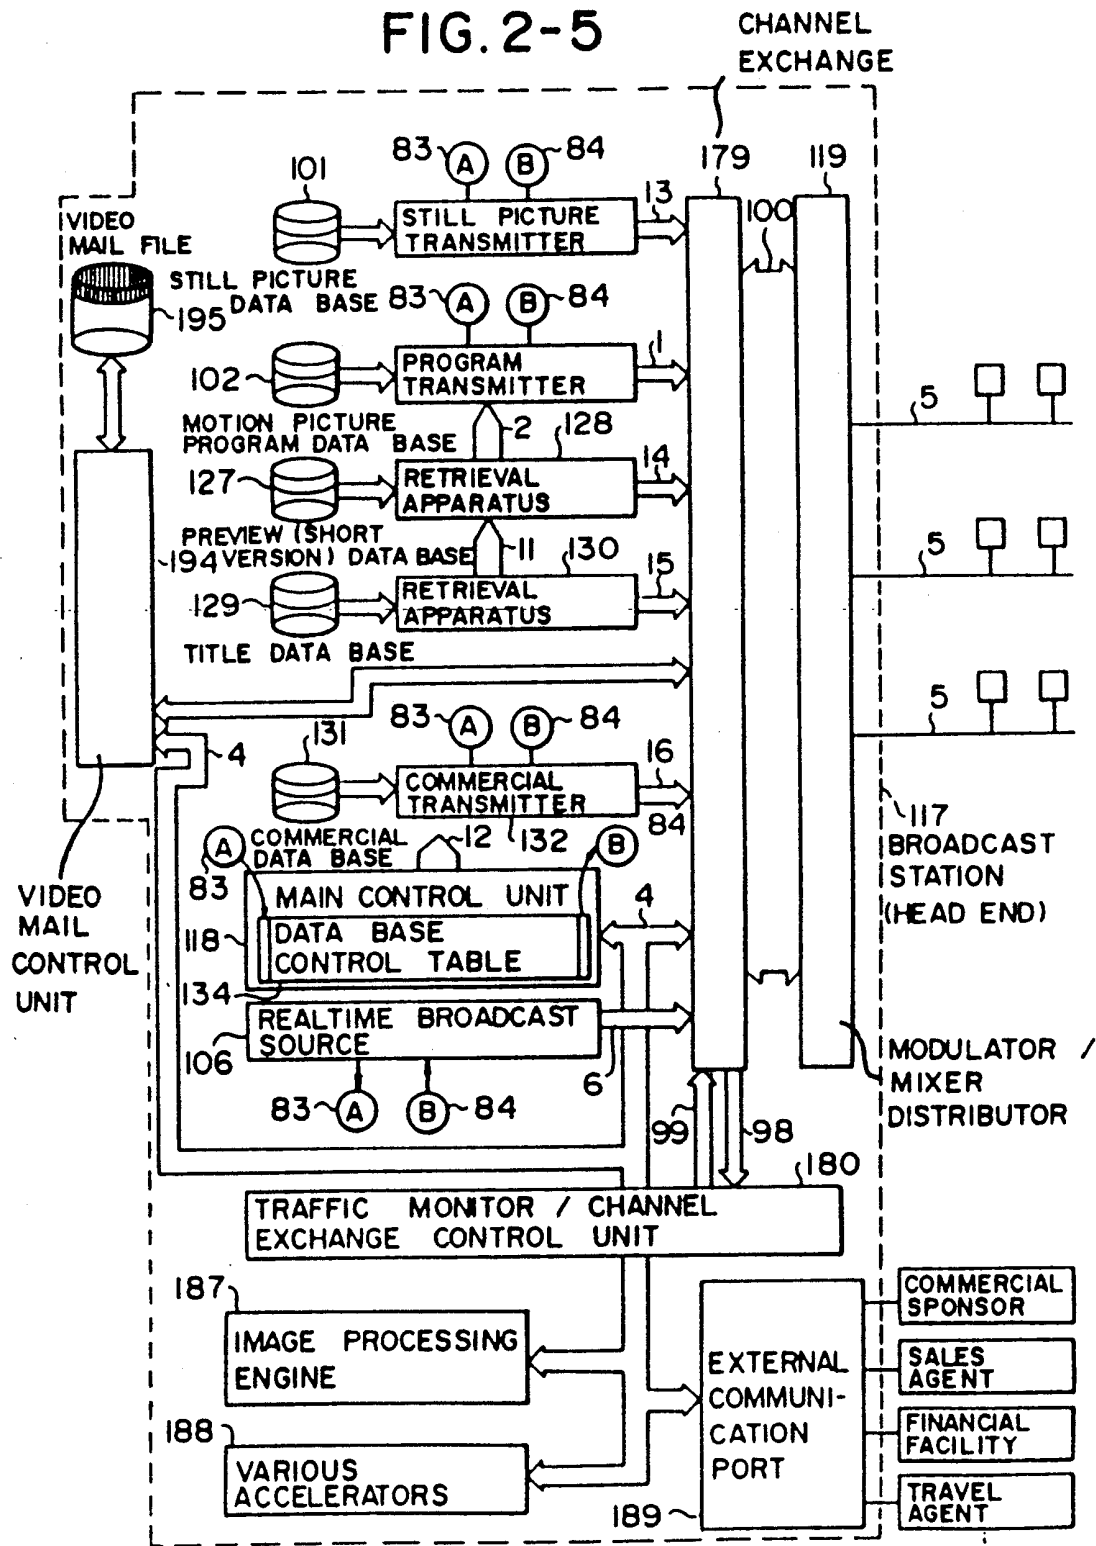 FIG. 2-5
CHANNEL
EXCHANGE
83
A
B
84
179
119
101
13
100
STILL PICTURE
TRANSMITTER
VIDEO
MAIL FILE
STILL PICTURE
DATA BASE
195
83
A
B
84
102
PROGRAM
TRANSMITTER
1
5
MOTION PICTURE
PROGRAM DATA BASE
2
128
127
RETRIEVAL
APPARATUS
14
PREVIEW (SHORT
VERSION) DATA BASE
194
11
130
129
RETRIEVAL
APPARATUS
15
5
TITLE DATA BASE
83
A
B
84
5
131
4
COMMERCIAL
TRANSMITTER
16
84
132
117
BROADCAST
STATION
(HEAD END)
COMMERCIAL
DATA BASE
12
A
83
B
MAIN CONTROL UNIT
118
DATA BASE
CONTROL TABLE
134
4
VIDEO
MAIL
CONTROL
UNIT
REALTIME BROADCAST
SOURCE
106
6
83
A
B
84
MODULATOR /
MIXER
DISTRIBUTOR
99
98
180
TRAFFIC MONITOR / CHANNEL
EXCHANGE CONTROL UNIT
187
IMAGE PROCESSING
ENGINE
188
VARIOUS
ACCELERATORS
EXTERNAL
COMMUNI-
CATION
PORT
189
COMMERCIAL
SPONSOR
SALES
AGENT
FINANCIAL
FACILITY
TRAVEL
AGENT